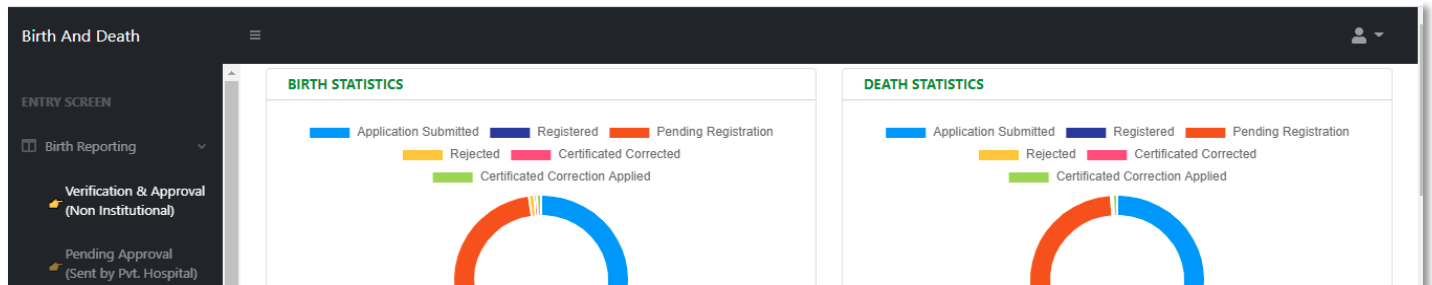 Birth And Death
ENTRY SCREEN
Birth Reporting
Verification & Approval
(Non Institutional)
Pending Approval
(Sent by Pvt. Hospital)
BIRTH STATISTICS
Application Submitted Registered Pending Registration
Rejected Certificated Corrected
Certificated Correction Applied
DEATH STATISTICS
Application Submitted Registered Pending Registration
Rejected Certificated Corrected
Certificated Correction Applied